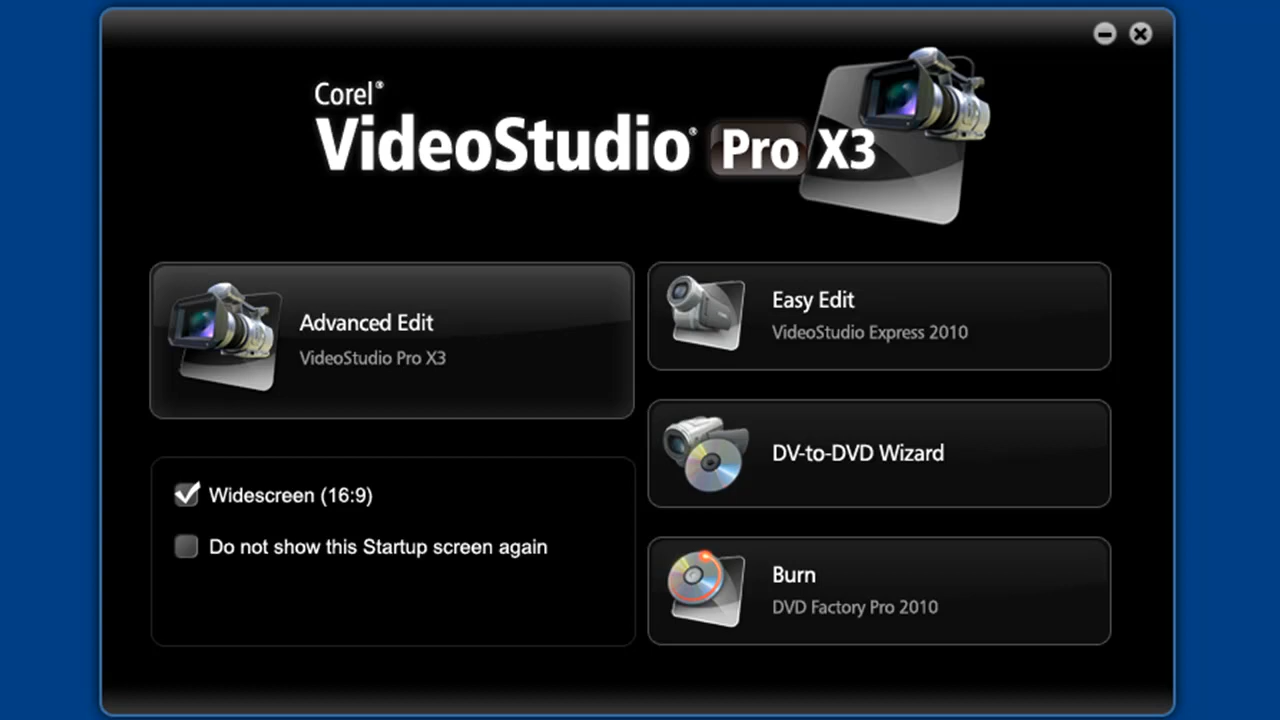 Corel®
VideoStudio® Pro X3
Advanced Edit
VideoStudio Pro X3
Widescreen (16:9)
Do not show this Startup screen again
Easy Edit
VideoStudio Express 2010
DV-to-DVD Wizard
Burn
DVD Factory Pro 2010